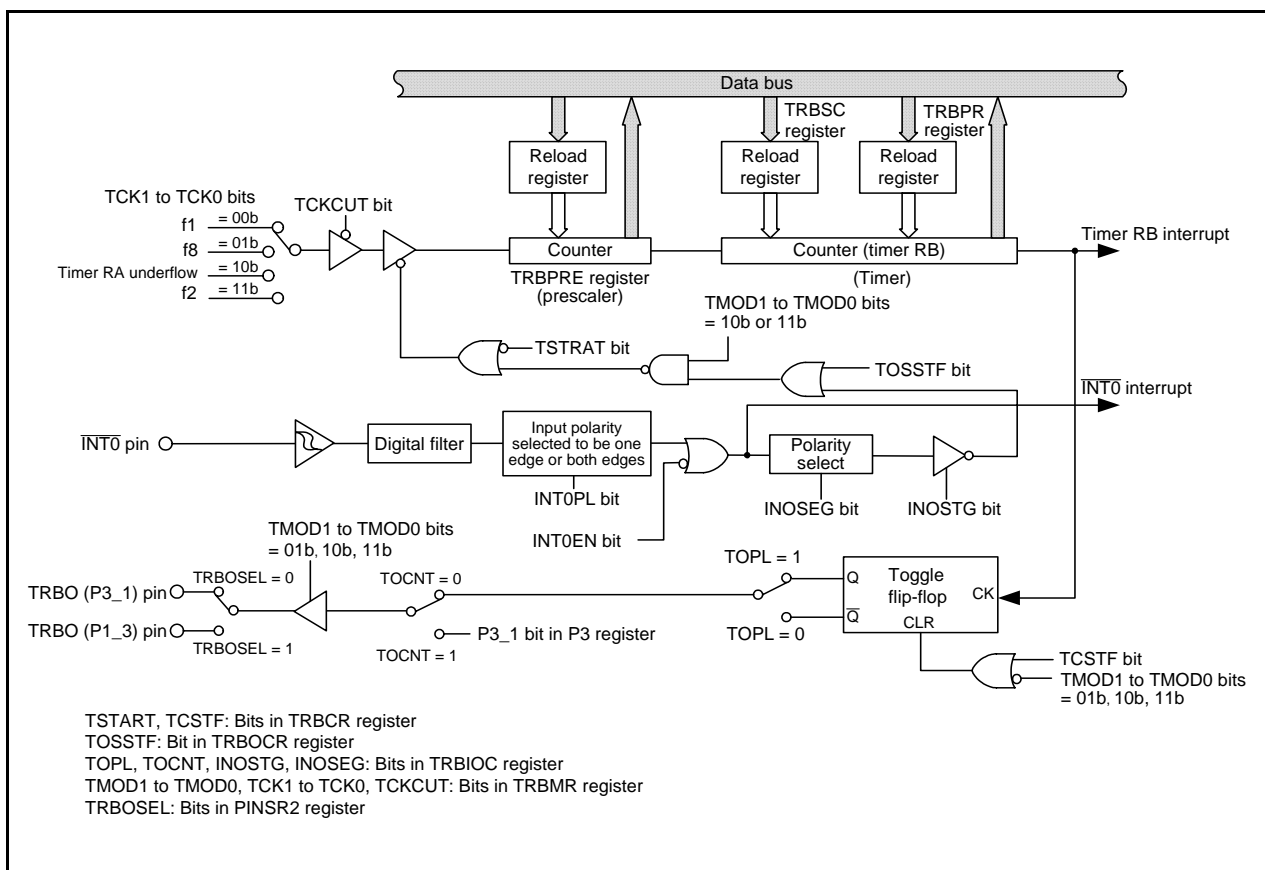 Data bus
TRBSC
register
TRBPR
register
Reload
register
Reload
register
Reload
register
TCK1 to TCK0 bits
TCKCUT bit
f1
= 00b
f8
= 01b
Timer RA underflow
= 10b
f2
= 11b
Counter
Counter (timer RB)
Timer RB interrupt
TRBPRE register
(prescaler)
(Timer)
TMOD1 to TMOD0 bits
= 10b or 11b
TSTRAT bit
TOSSTF bit
INT0 interrupt
INT0 pin
Digital filter
Input polarity
selected to be one
edge or both edges
Polarity
select
INT0PL bit
INOSEG bit
INOSTG bit
INT0EN bit
TMOD1 to TMOD0 bits
= 01b, 10b, 11b
TOPL = 1
Q
Toggle
flip-flop
CK
TRBOSEL = 0
TOCNT = 0
TRBO (P3_1) pin
Q
CLR
TRBO (P1_3) pin
P3_1 bit in P3 register
TOPL = 0
TRBOSEL = 1
TOCNT = 1
TCSTF bit
TMOD1 to TMOD0 bits
= 01b, 10b, 11b
TSTART, TCSTF: Bits in TRBCR register
TOSSTF: Bit in TRBOCR register
TOPL, TOCNT, INOSTG, INOSEG: Bits in TRBIOC register
TMOD1 to TMOD0, TCK1 to TCK0, TCKCUT: Bits in TRBMR register
TRBOSEL: Bits in PINSR2 register